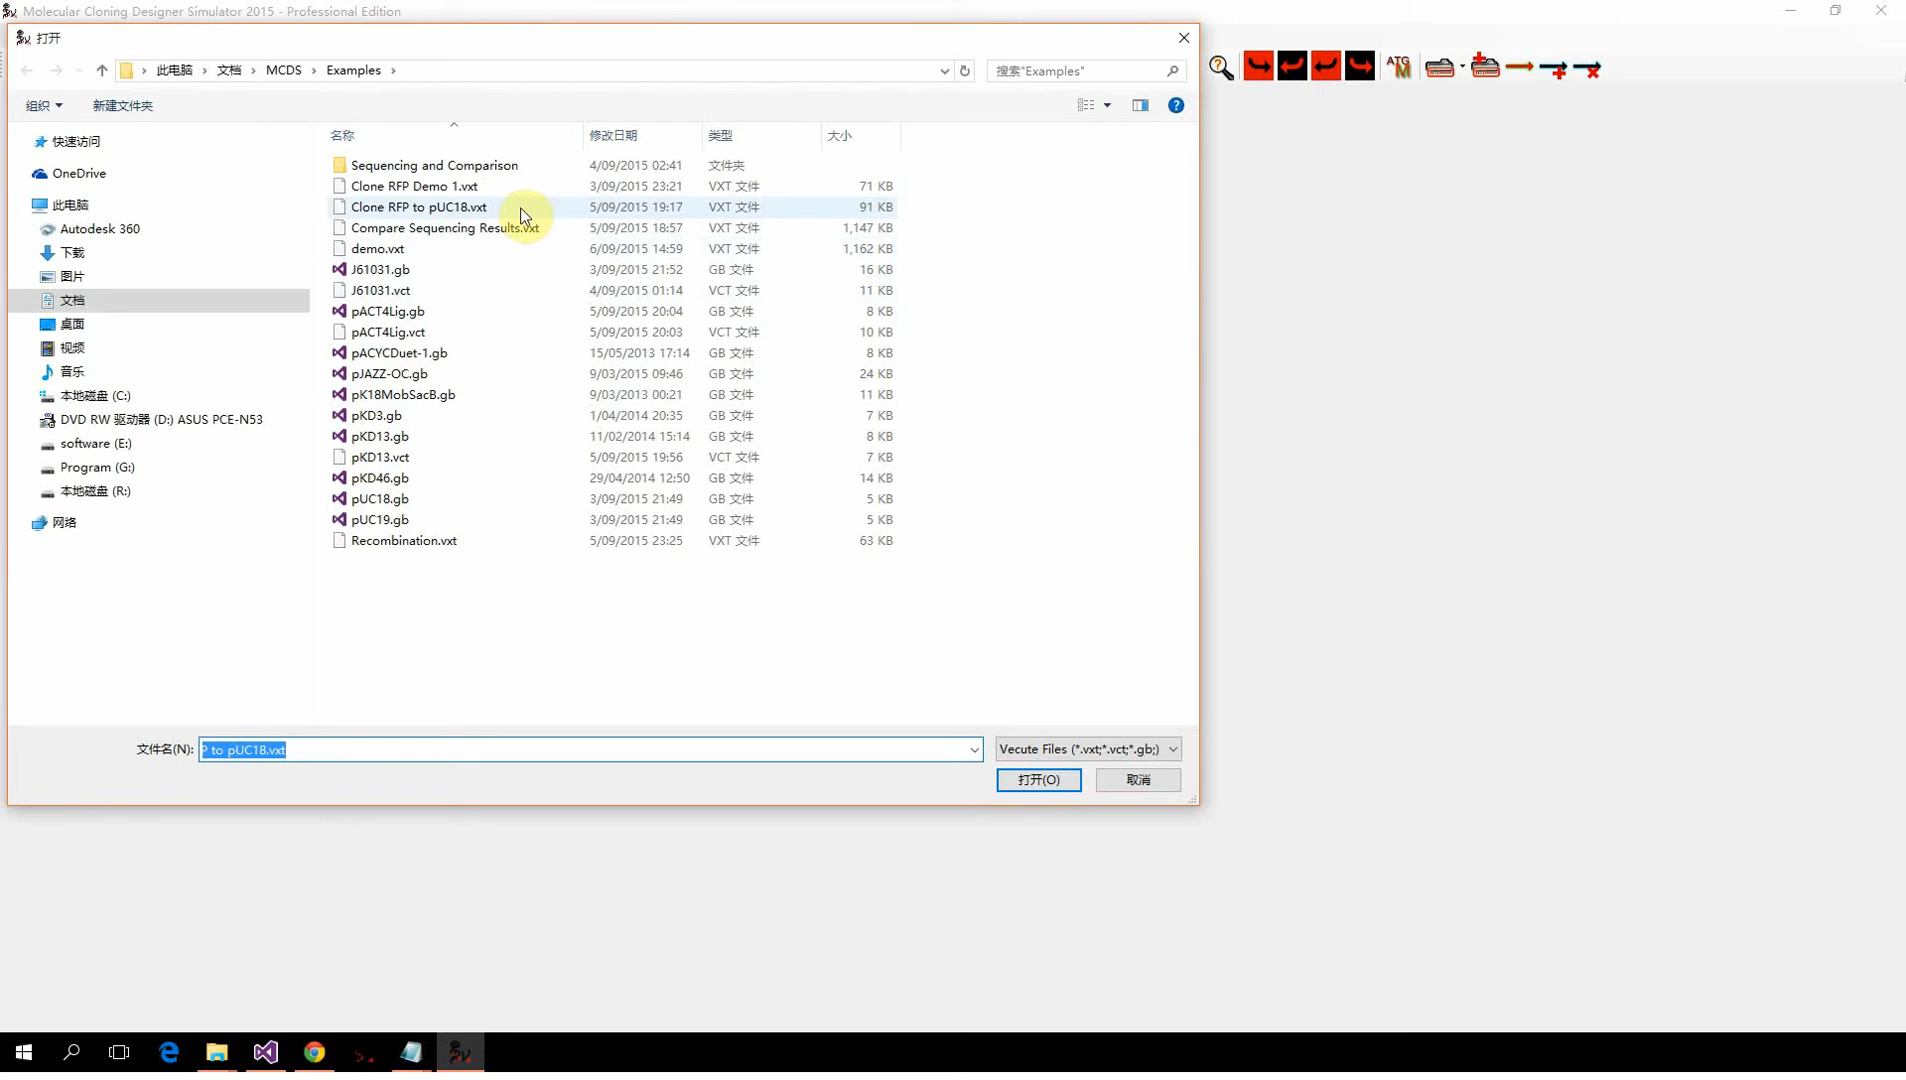 Molecular Cloning Designer Simulator 2015 - Professional Edition
打开
此电脑 › 文档 › MCDS › Examples ›
搜索"Examples"
ATG
M
组织
新建文件夹
名称 修改日期 类型 大小
快速访问
OneDrive
此电脑
Autodesk 360
下载
图片
文档
桌面
视频
音乐
本地磁盘 (C:)
DVD RW 驱动器 (D:) ASUS PCE-N53
software (E:)
Program (G:)
本地磁盘 (R:)
网络
Sequencing and Comparison 4/09/2015 02:41 文件夹
Clone RFP Demo 1.vxt 3/09/2015 23:21 VXT 文件 71 KB
Clone RFP to pUC18.vxt 5/09/2015 19:17 VXT 文件 91 KB
Compare Sequencing Results.vxt 5/09/2015 18:57 VXT 文件 1,147 KB
demo.vxt 6/09/2015 14:59 VXT 文件 1,162 KB
J61031.gb 3/09/2015 21:52 GB 文件 16 KB
J61031.vct 4/09/2015 01:14 VCT 文件 11 KB
pACT4Lig.gb 5/09/2015 20:04 GB 文件 8 KB
pACT4Lig.vct 5/09/2015 20:03 VCT 文件 10 KB
pACYCDuet-1.gb 15/05/2013 17:14 GB 文件 8 KB
pJAZZ-OC.gb 9/03/2015 09:46 GB 文件 24 KB
pK18MobSacB.gb 9/03/2013 00:21 GB 文件 11 KB
pKD3.gb 1/04/2014 20:35 GB 文件 7 KB
pKD13.gb 11/02/2014 15:14 GB 文件 8 KB
pKD13.vct 5/09/2015 19:56 VCT 文件 7 KB
pKD46.gb 29/04/2014 12:50 GB 文件 14 KB
pUC18.gb 3/09/2015 21:49 GB 文件 5 KB
pUC19.gb 3/09/2015 21:49 GB 文件 5 KB
Recombination.vxt 5/09/2015 23:25 VXT 文件 63 KB
文件名(N): P to pUC18.vxt
Vecute Files (*.vxt;*.vct;*.gb;)
打开(O) 取消